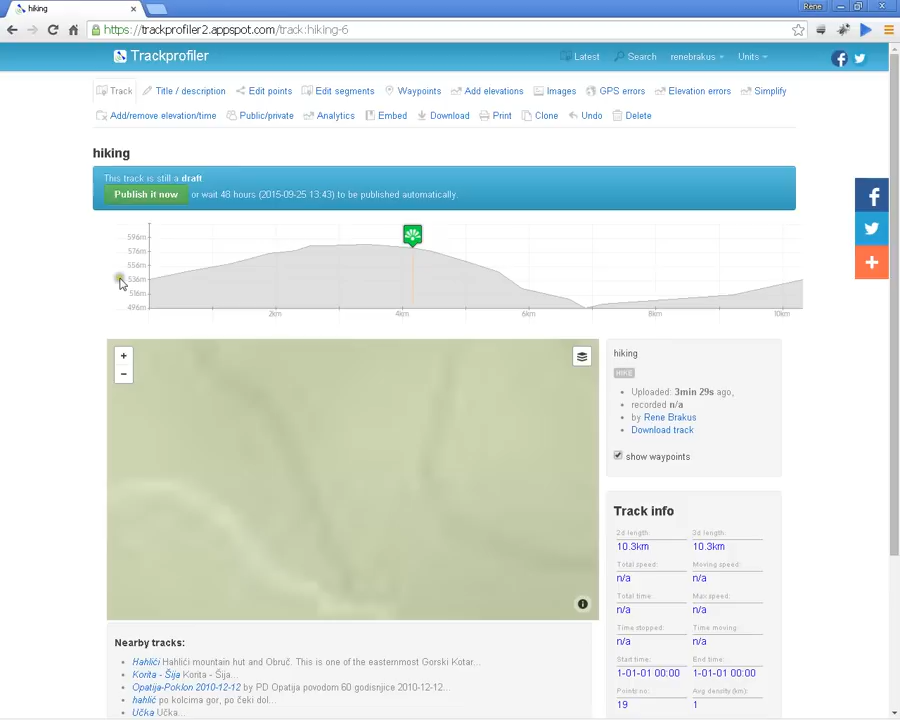 hiking
Rene
https://trackprofiler2.appspot.com/track:hiking-6
Trackprofiler
Latest
Search
renebrakus
Units
Track
Title / description
Edit points
Edit segments
Waypoints
Add elevations
Images
GPS errors
Elevation errors
Simplify
Add/remove elevation/time
Public/private
Analytics
Embed
Download
Print
Clone
Undo
Delete
hiking
This track is still a draft
Publish it now or wait 48 hours (2015-09-25 13:43) to be published automatically.
596m
576m
556m
536m
516m
496m
2km
4km
6km
8km
10km
+
−
hiking
HIKE
Uploaded: 3min 29s ago,
recorded n/a
by Rene Brakus
Download track
show waypoints
Track info
2d length:
3d length:
10.3km
10.3km
Total speed:
Moving speed:
n/a
n/a
Total time:
Max speed:
n/a
n/a
Time stopped:
Time moving:
n/a
n/a
Start time:
End time:
1-01-01 00:00
1-01-01 00:00
Points no:
Avg density (km):
19
1
Nearby tracks:
Hahlići Hahlići mountain hut and Obruč. This is one of the easternmost Gorski Kotar...
Korita - Šija Korita - Šija...
Opatija-Poklon 2010-12-12 by PD Opatija povodom 60 godisnjice 2010-12-12...
hahlić po kolcima gor, po čeki dol...
Učka Učka...